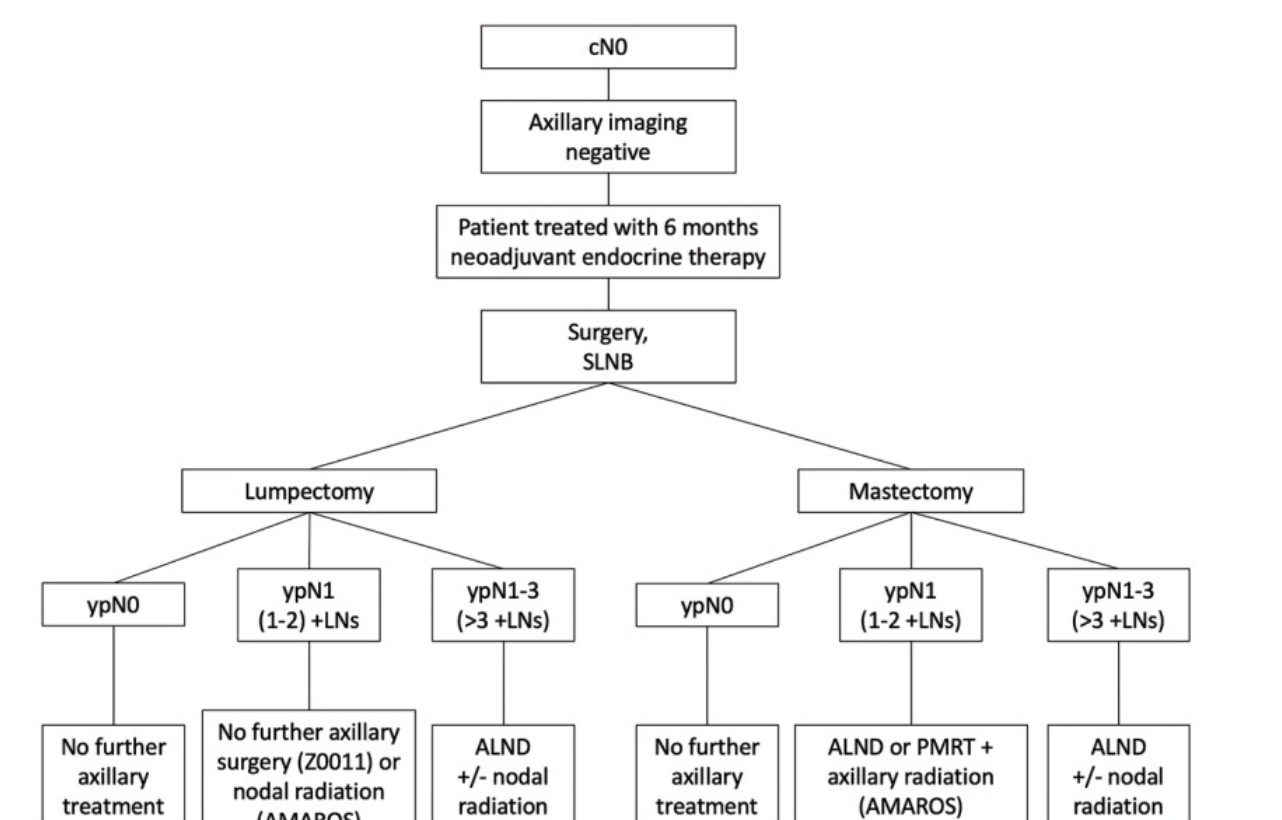 cN0
Axillary imaging
negative
Patient treated with 6 months
neoadjuvant endocrine therapy
Surgery,
SLNB
Lumpectomy
Mastectomy
ypN0
ypN1
(1-2) +LNs
ypN1-3
(>3 +LNs)
ypN0
ypN1
(1-2 +LNs)
ypN1-3
(>3 +LNs)
No further
axillary
treatment
No further axillary
surgery (Z0011) or
nodal radiation
(AMAROS)
ALND
+/- nodal
radiation
No further
axillary
treatment
ALND or PMRT +
axillary radiation
(AMAROS)
ALND
+/- nodal
radiation